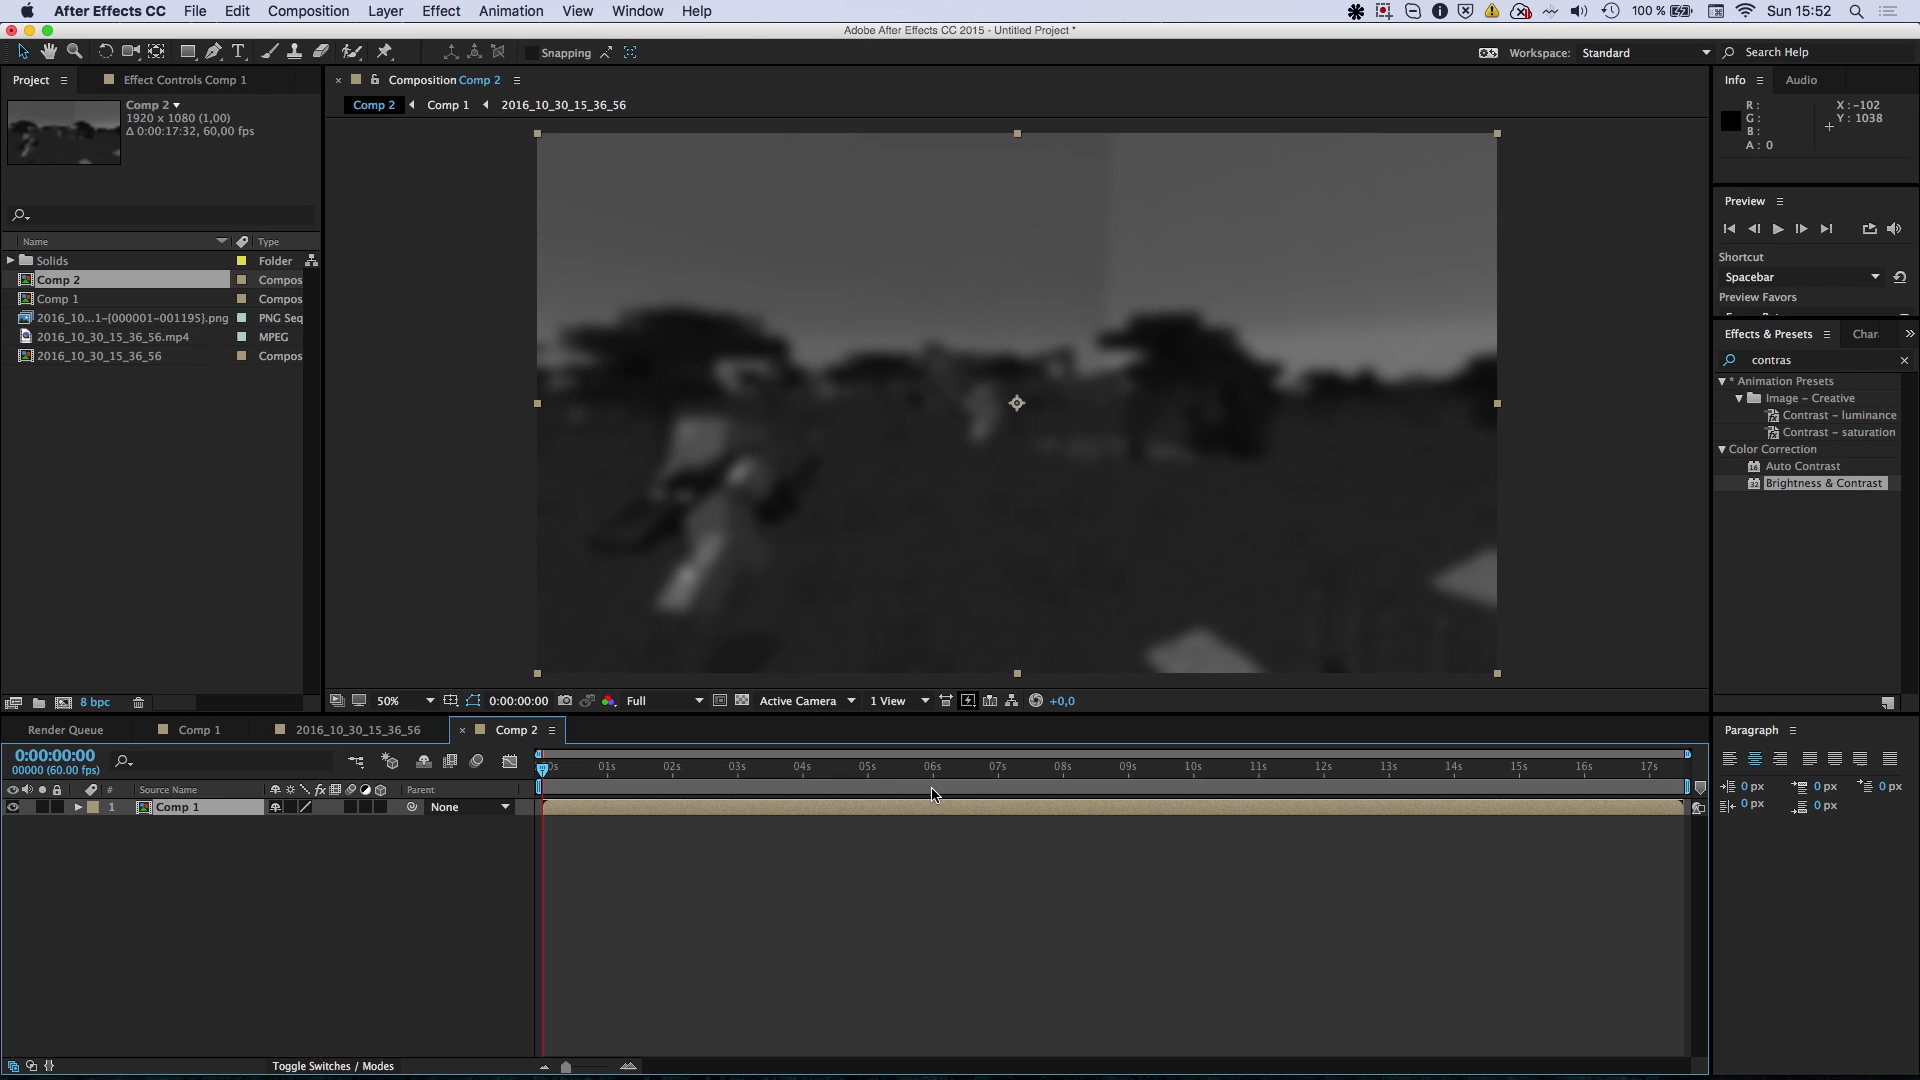 After Effects CC File Edit Composition Layer Effect Animation View Window Help 100 % Sun 15:52
Adobe After Effects CC 2015 - Untitled Project *
Snapping Workspace: Standard Search Help
Project Effect Controls Comp 1
Comp 2
1920 x 1080 (1,00)
Δ 0:00:17:32, 60,00 fps
Name Type
Solids Folder
Comp 2 Compos
Comp 1 Compos
2016_10...1-{000001-001195}.png PNG Seq
2016_10_30_15_36_56.mp4 MPEG
2016_10_30_15_36_56 Compos
8 bpc
Composition Comp 2
Comp 2 Comp 1 2016_10_30_15_36_56
50% 0:00:00:00 Full Active Camera 1 View +0,0
Info Audio
R :
G :
B :
A : 0
X : -102
Y : 1038
Preview
Shortcut
Spacebar
Preview Favors
Effects & Presets Char
contras
* Animation Presets
Image – Creative
Contrast – luminance
Contrast – saturation
Color Correction
Auto Contrast
32 Brightness & Contrast
Render Queue Comp 1 2016_10_30_15_36_56 Comp 2
0:00:00:00
00000 (60.00 fps)
0s 01s 02s 03s 04s 05s 06s 07s 08s 09s 10s 11s 12s 13s 14s 15s 16s 17s
# Source Name fx Parent
1 Comp 1 None
Toggle Switches / Modes
Paragraph
0 px 0 px 0 px
0 px 0 px